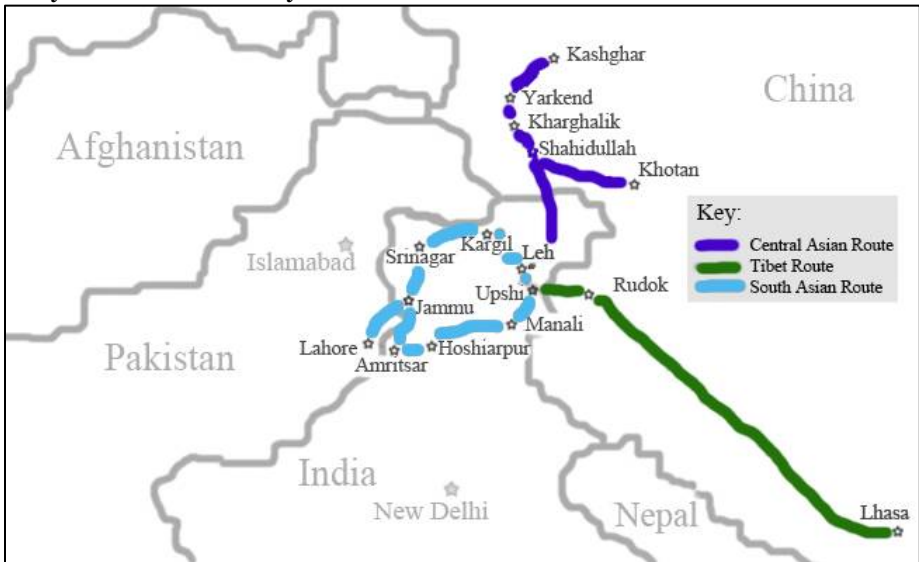 Kashghar
China
Yarkend
Afghanistan
Kharghalik
Shahidullah
Khotan
Key:
Central Asian Route
Tibet Route
South Asian Route
Kargil
Srinagar
Islamabad
Leh
Upshi
Rudok
Jammu
Manali
Pakistan
Lahore
Hoshiarpur
Amritsar
India
New Delhi
Nepal
Lhasa